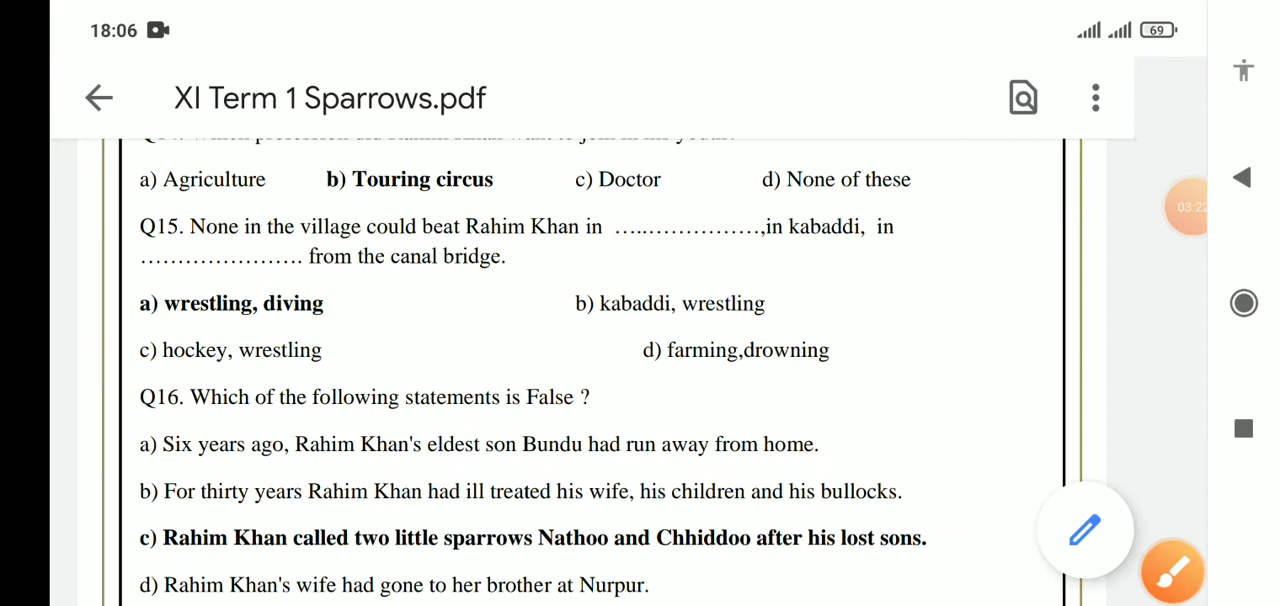 18:06
69
XI Term 1 Sparrows.pdf
a) Agriculture b) Touring circus c) Doctor d) None of these
03:22
Q15. None in the village could beat Rahim Khan in ...................,in kabaddi, in
...................... from the canal bridge.
a) wrestling, diving b) kabaddi, wrestling
c) hockey, wrestling d) farming,drowning
Q16. Which of the following statements is False ?
a) Six years ago, Rahim Khan's eldest son Bundu had run away from home.
b) For thirty years Rahim Khan had ill treated his wife, his children and his bullocks.
c) Rahim Khan called two little sparrows Nathoo and Chhiddoo after his lost sons.
d) Rahim Khan's wife had gone to her brother at Nurpur.